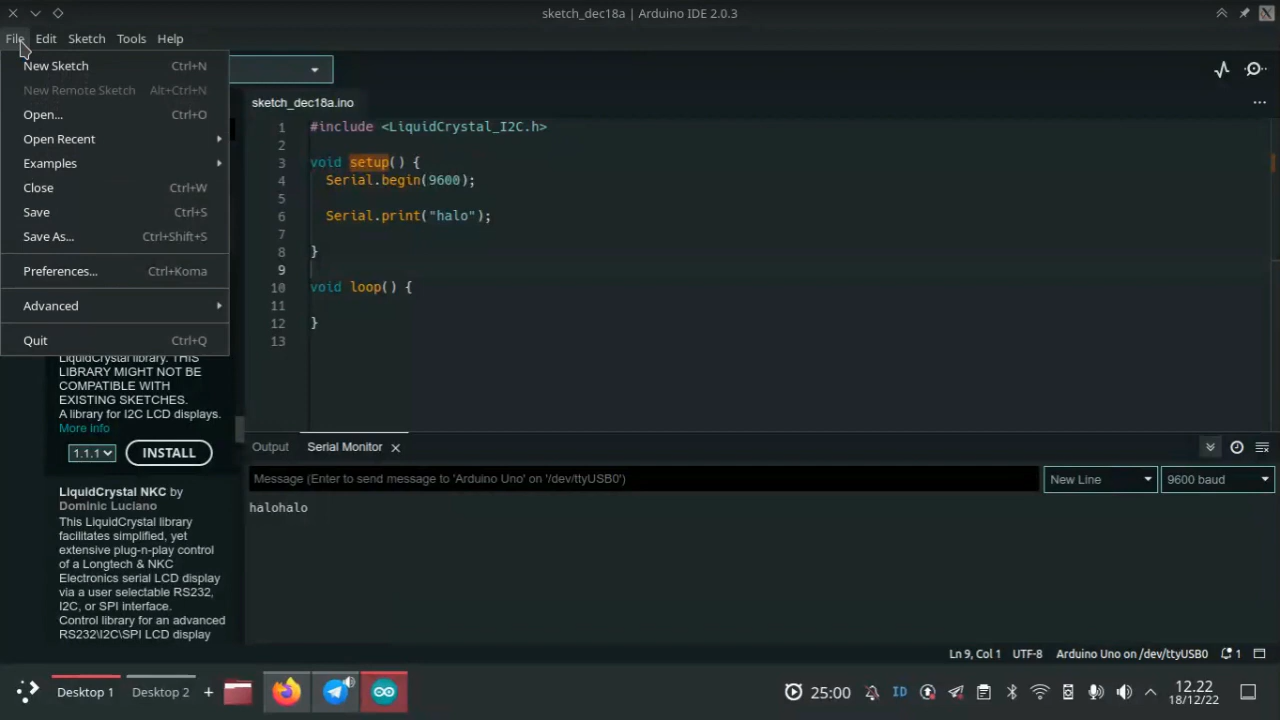 sketch_dec18a | Arduino IDE 2.0.3
File Edit Sketch Tools Help
New Sketch Ctrl+N
New Remote Sketch Alt+Ctrl+N
Open... Ctrl+O
Open Recent
Examples
Close Ctrl+W
Save Ctrl+S
Save As... Ctrl+Shift+S
Preferences... Ctrl+Koma
Advanced
Quit Ctrl+Q
LiquidCrystal library. THIS
LIBRARY MIGHT NOT BE
COMPATIBLE WITH
EXISTING SKETCHES.
A library for I2C LCD displays.
More info
1.1.1 INSTALL
LiquidCrystal NKC by
Dominic Luciano
This LiquidCrystal library
facilitates simplified, yet
extensive plug-n-play control
of a Longtech & NKC
Electronics serial LCD display
via a user selectable RS232,
I2C, or SPI interface.
Control library for an advanced
RS232\I2C\SPI LCD display
sketch_dec18a.ino
1 #include <LiquidCrystal_I2C.h>
2
3 void setup() {
4 Serial.begin(9600);
5
6 Serial.print("halo");
7
8 }
9
10 void loop() {
11
12 }
13
Output Serial Monitor
Message (Enter to send message to 'Arduino Uno' on '/dev/ttyUSB0')
New Line 9600 baud
halohalo
Ln 9, Col 1 UTF-8 Arduino Uno on /dev/ttyUSB0 1
Desktop 1 Desktop 2 + 25:00 ID 12.22
18/12/22